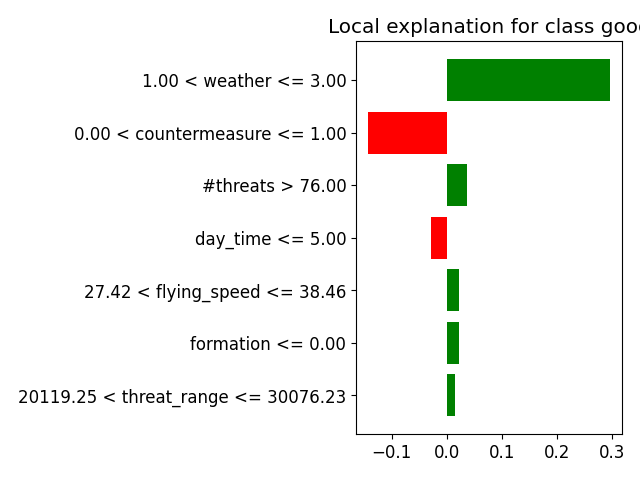 Local explanation for class goo
1.00 < weather <= 3.00
0.00 < countermeasure <= 1.00
#threats > 76.00
day_time <= 5.00
27.42 < flying_speed <= 38.46
formation <= 0.00
20119.25 < threat_range <= 30076.23
−0.1 0.0 0.1 0.2 0.3